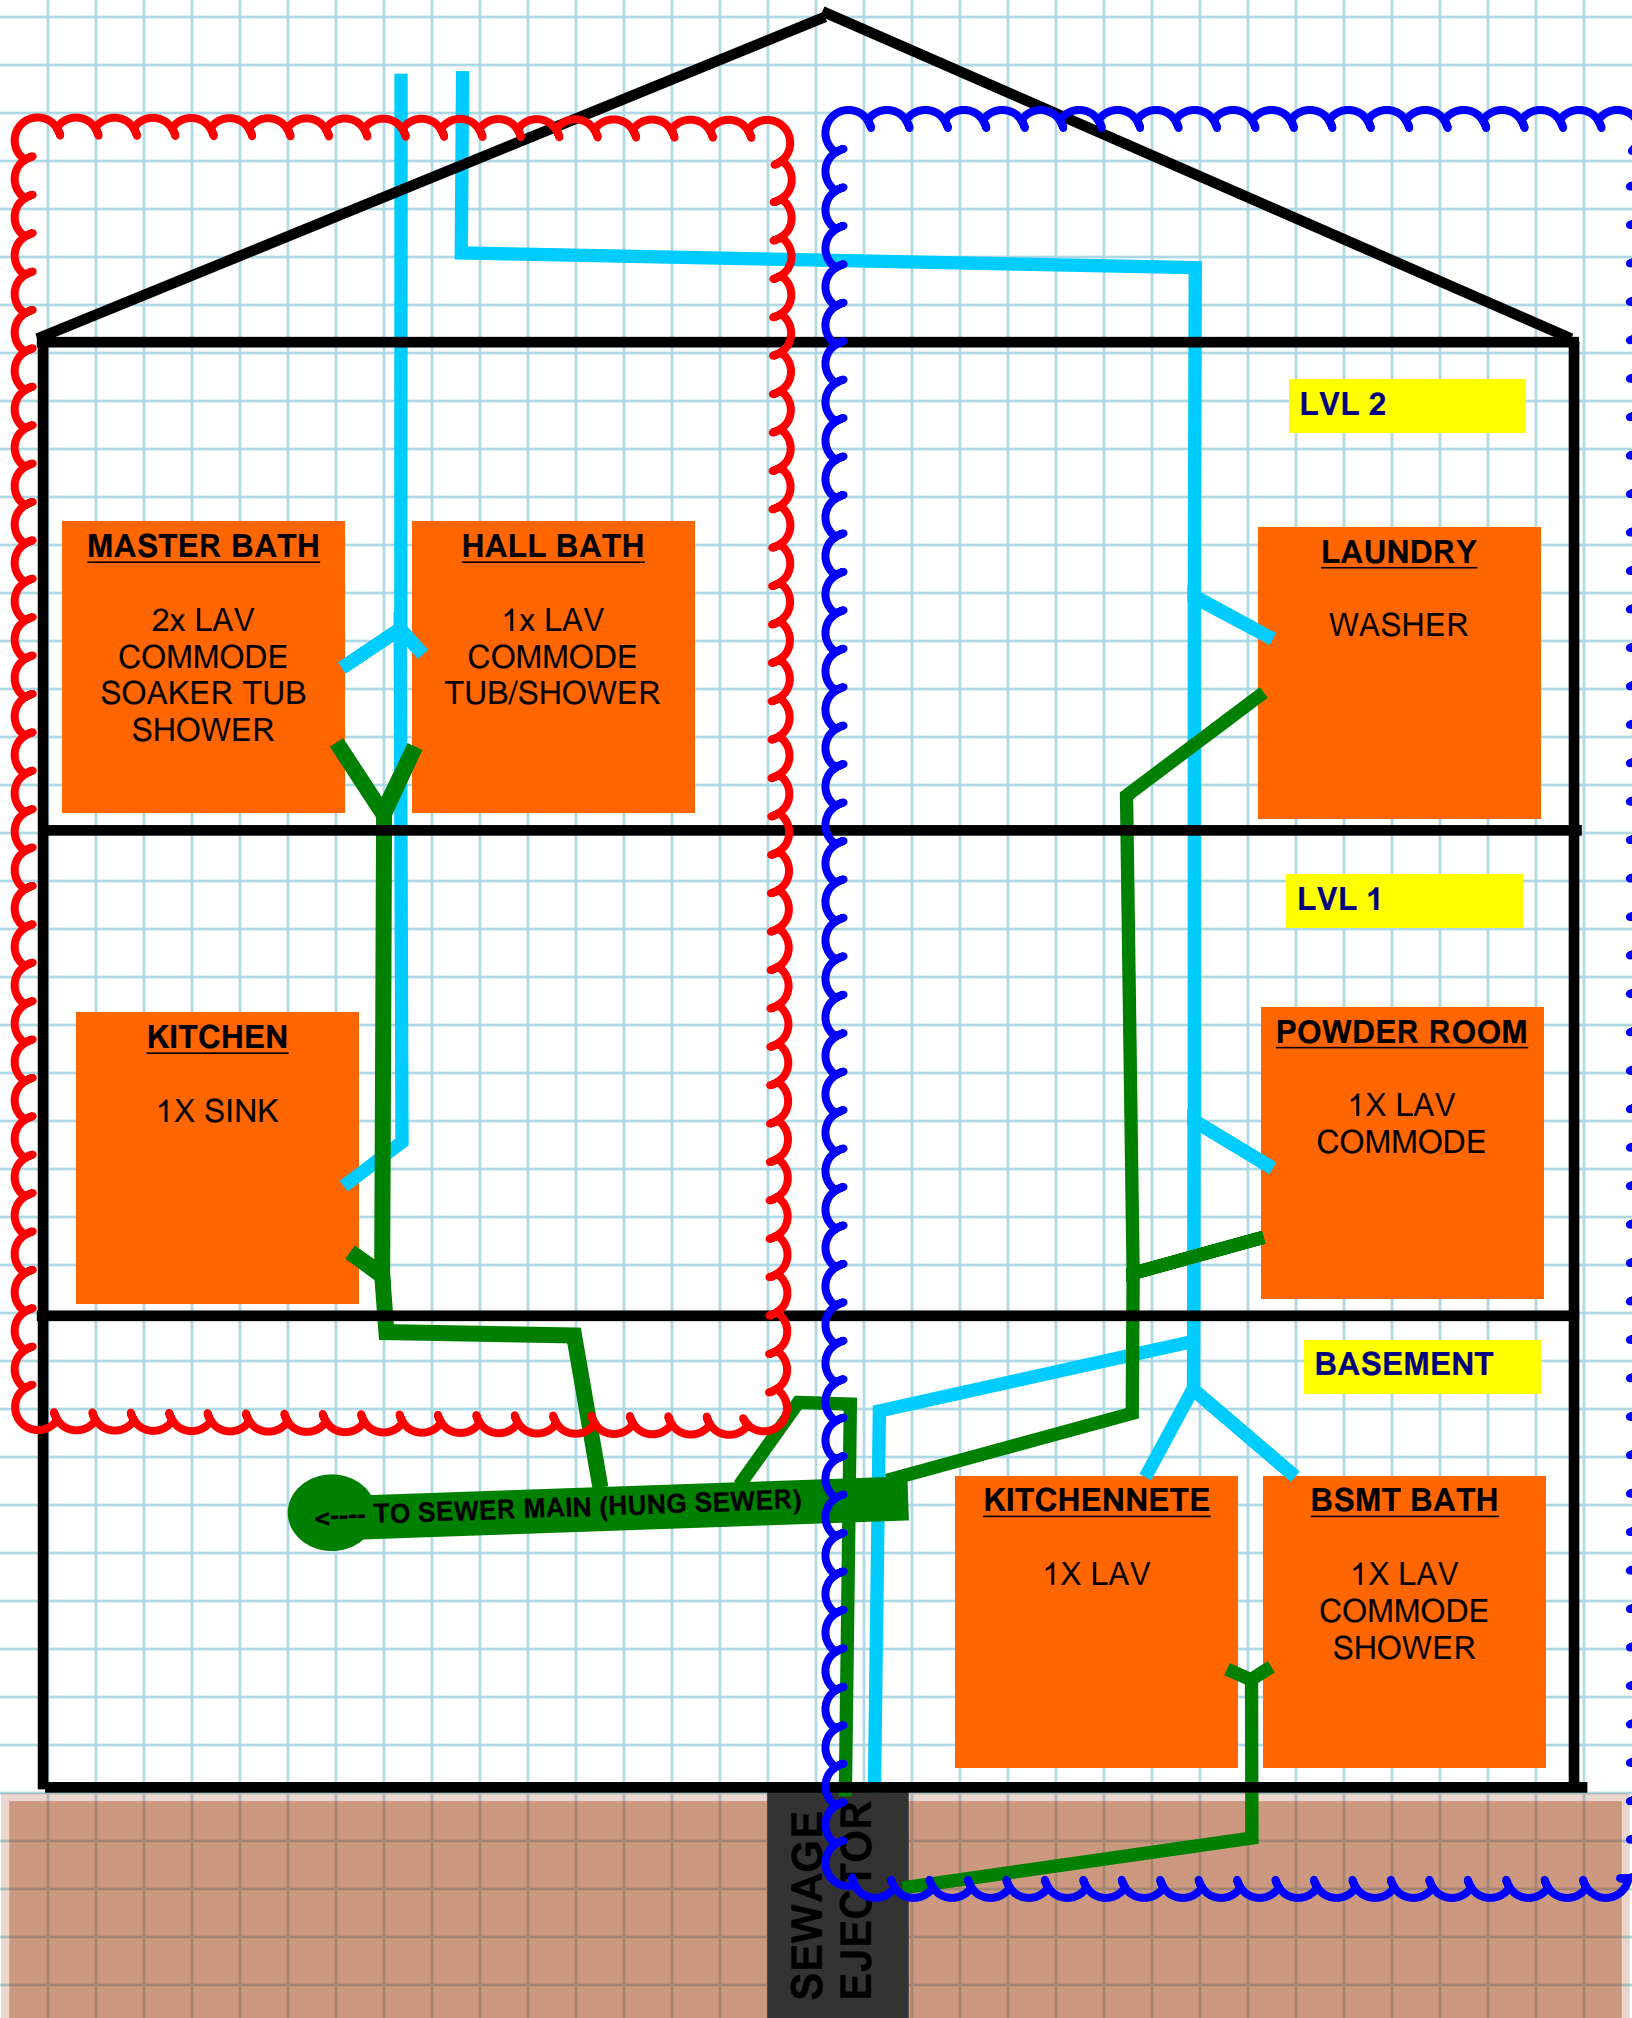 LVL 2
MASTER BATH
2x LAV
COMMODE
SOAKER TUB
SHOWER
HALL BATH
1x LAV
COMMODE
TUB/SHOWER
LAUNDRY
WASHER
LVL 1
KITCHEN
1X SINK
POWDER ROOM
1X LAV
COMMODE
BASEMENT
<---- TO SEWER MAIN (HUNG SEWER)
KITCHENNETE
1X LAV
BSMT BATH
1X LAV
COMMODE
SHOWER
SEWAGE
EJECTOR